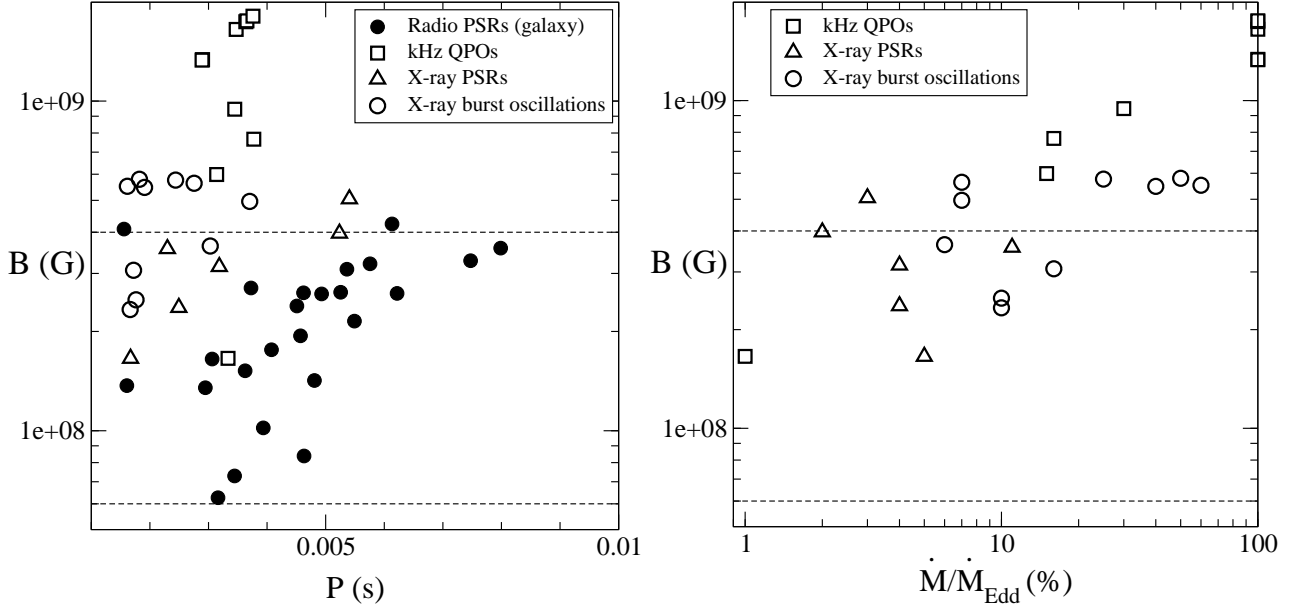 Radio PSRs (galaxy)
kHz QPOs
X-ray PSRs
X-ray burst oscillations
1e+09
B (G)
1e+08
0.005
0.01
P (s)
kHz QPOs
X-ray PSRs
X-ray burst oscillations
1e+09
B (G)
1e+08
1
10
100
Ṁ/ṀEdd (%)